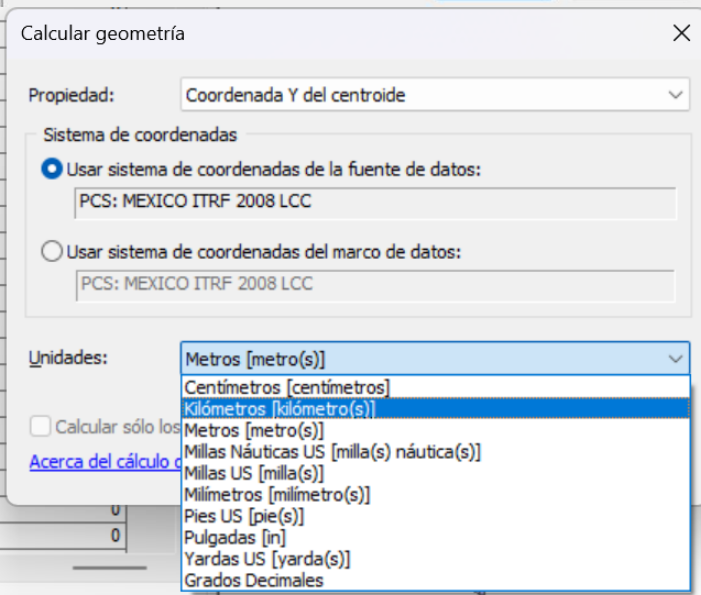 Calcular geometría
Propiedad:
Coordenada Y del centroide
Sistema de coordenadas
Usar sistema de coordenadas de la fuente de datos:
PCS: MEXICO ITRF 2008 LCC
Usar sistema de coordenadas del marco de datos:
PCS: MEXICO ITRF 2008 LCC
Unidades:
Metros [metro(s)]
Centímetros [centímetros]
Kilómetros [kilómetro(s)]
Metros [metro(s)]
Calcular sólo los
Millas Náuticas US [milla(s) náutica(s)]
Acerca del cálculo
Millas US [milla(s)]
Milímetros [milímetro(s)]
Pies US [pie(s)]
Pulgadas [in]
Yardas US [yarda(s)]
Grados Decimales
0
0